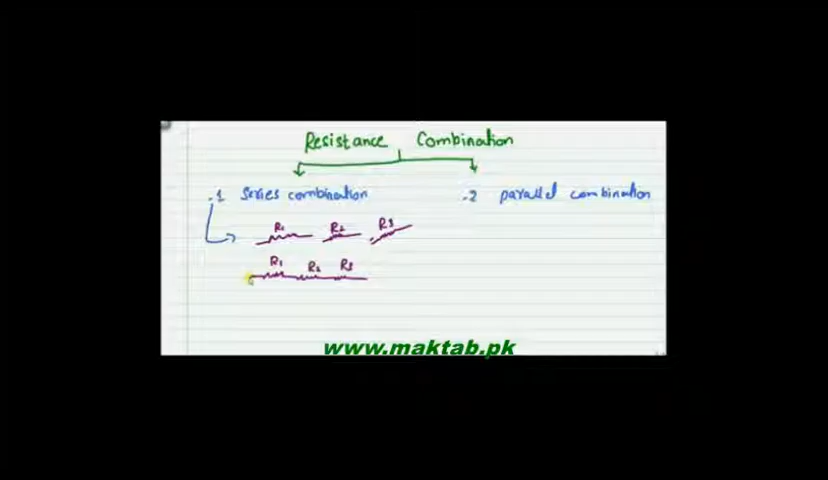 Resistance Combination
.1 Series combination
.2 parallel combination
R1 R2 R3
R1 R2 R3
www.maktab.pk